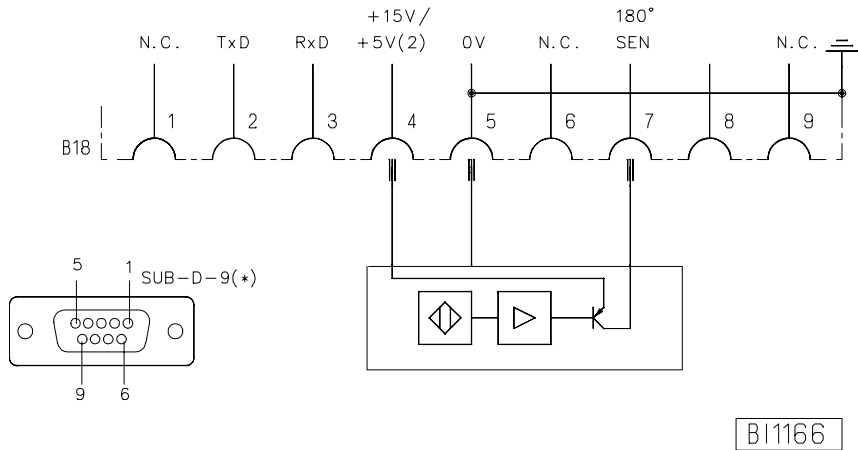 +15V/ 180°
N.C. TxD RxD +5V(2) 0V N.C. SEN N.C.
1 2 3 4 5 6 7 8 9
B18
5 1 SUB-D-9(*)
9 6
BI1166